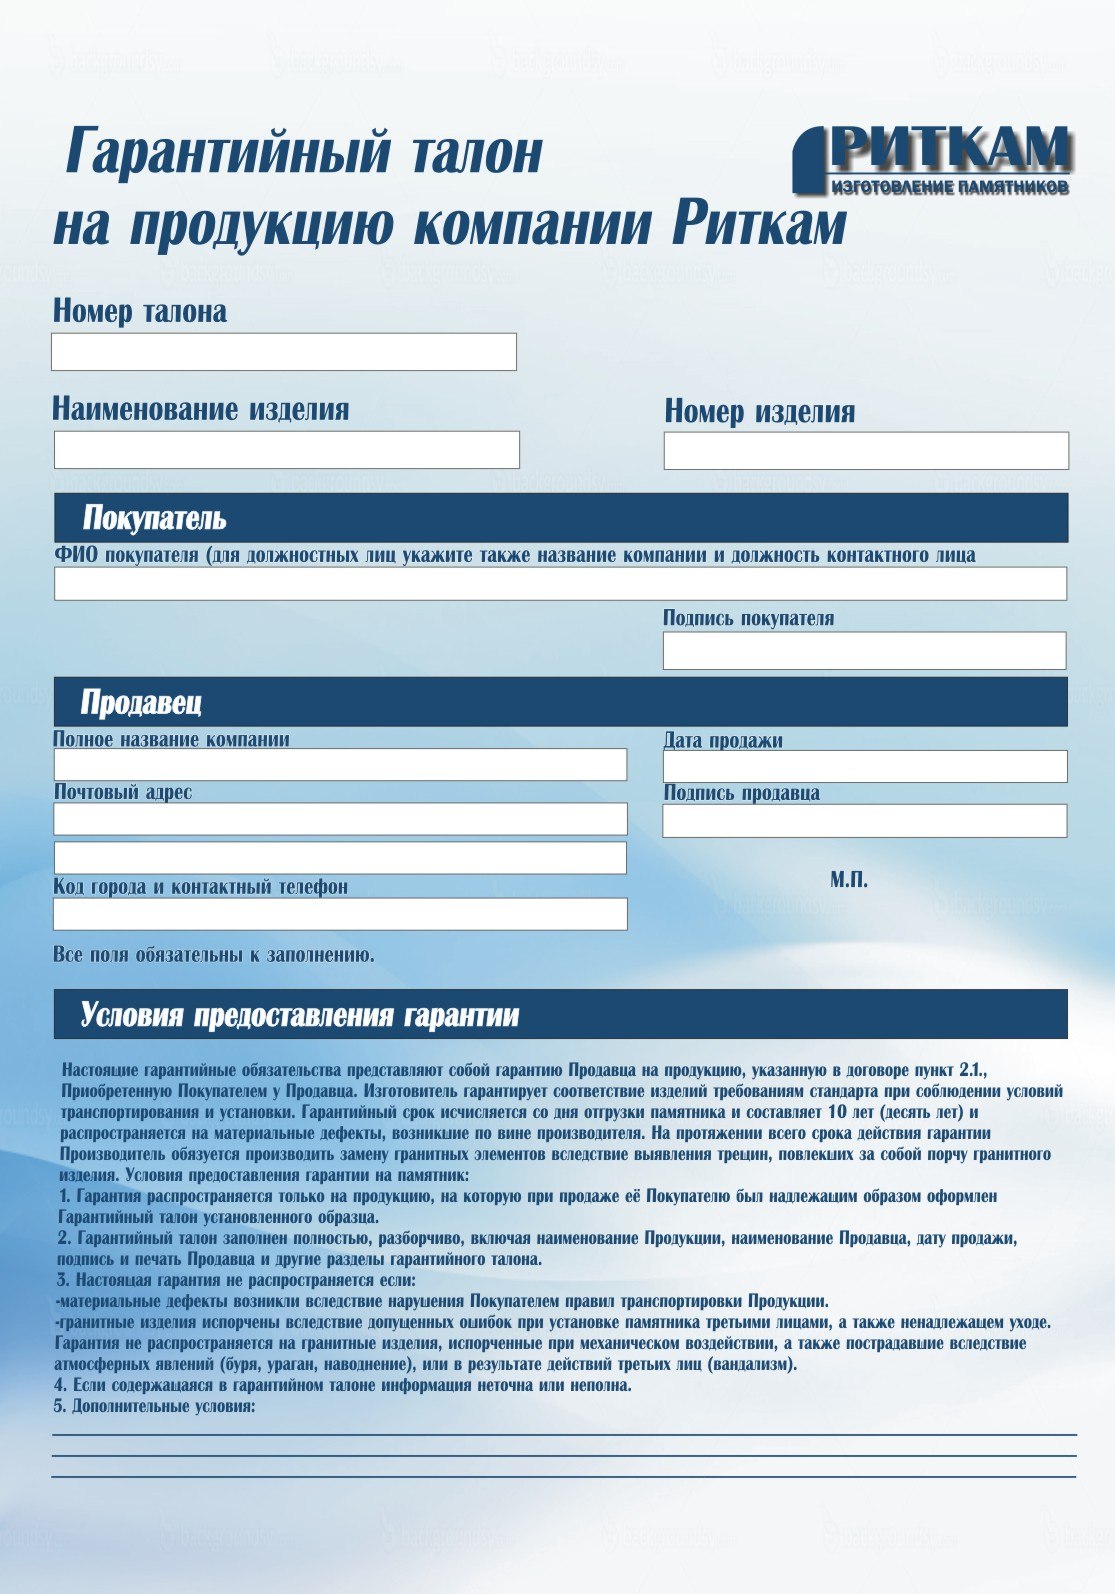 Гарантийный талон
на продукцию компании Риткам
РИТКАМ
ИЗГОТОВЛЕНИЕ ПАМЯТНИКОВ
Номер талона
Наименование изделия
Номер изделия
Покупатель
ФИО покупателя (для должностных лиц укажите также название компании и должность контактного лица
Подпись покупателя
Продавец
Полное название компании
Дата продажи
Почтовый адрес
Подпись продавца
М.П.
Код города и контактный телефон
Все поля обязательны к заполнению.
Условия предоставления гарантии
Настоящие гарантийные обязательства представляют собой гарантию Продавца на продукцию, указанную в договоре пункт 2.1.,
Приобретенную Покупателем у Продавца. Изготовитель гарантирует соответствие изделий требованиям стандарта при соблюдении условий
транспортирования и установки. Гарантийный срок исчисляется со дня отгрузки памятника и составляет 10 лет (десять лет) и
распространяется на материальные дефекты, возникшие по вине производителя. На протяжении всего срока действия гарантии
Производитель обязуется производить замену гранитных элементов вследствие выявления трещин, повлекших за собой порчу гранитного
изделия. Условия предоставления гарантии на памятник:
1. Гарантия распространяется только на продукцию, на которую при продаже её Покупателю был надлежащим образом оформлен
Гарантийный талон установленного образца.
2. Гарантийный талон заполнен полностью, разборчиво, включая наименование Продукции, наименование Продавца, дату продажи,
подпись и печать Продавца и другие разделы гарантийного талона.
3. Настоящая гарантия не распространяется если:
-материальные дефекты возникли вследствие нарушения Покупателем правил транспортировки Продукции.
-гранитные изделия испорчены вследствие допущенных ошибок при установке памятника третьими лицами, а также ненадлежащем уходе.
Гарантия не распространяется на гранитные изделия, испорченные при механическом воздействии, а также пострадавшие вследствие
атмосферных явлений (буря, ураган, наводнение), или в результате действий третьих лиц (вандализм).
4. Если содержащаяся в гарантийном талоне информация неточна или неполна.
5. Дополнительные условия: